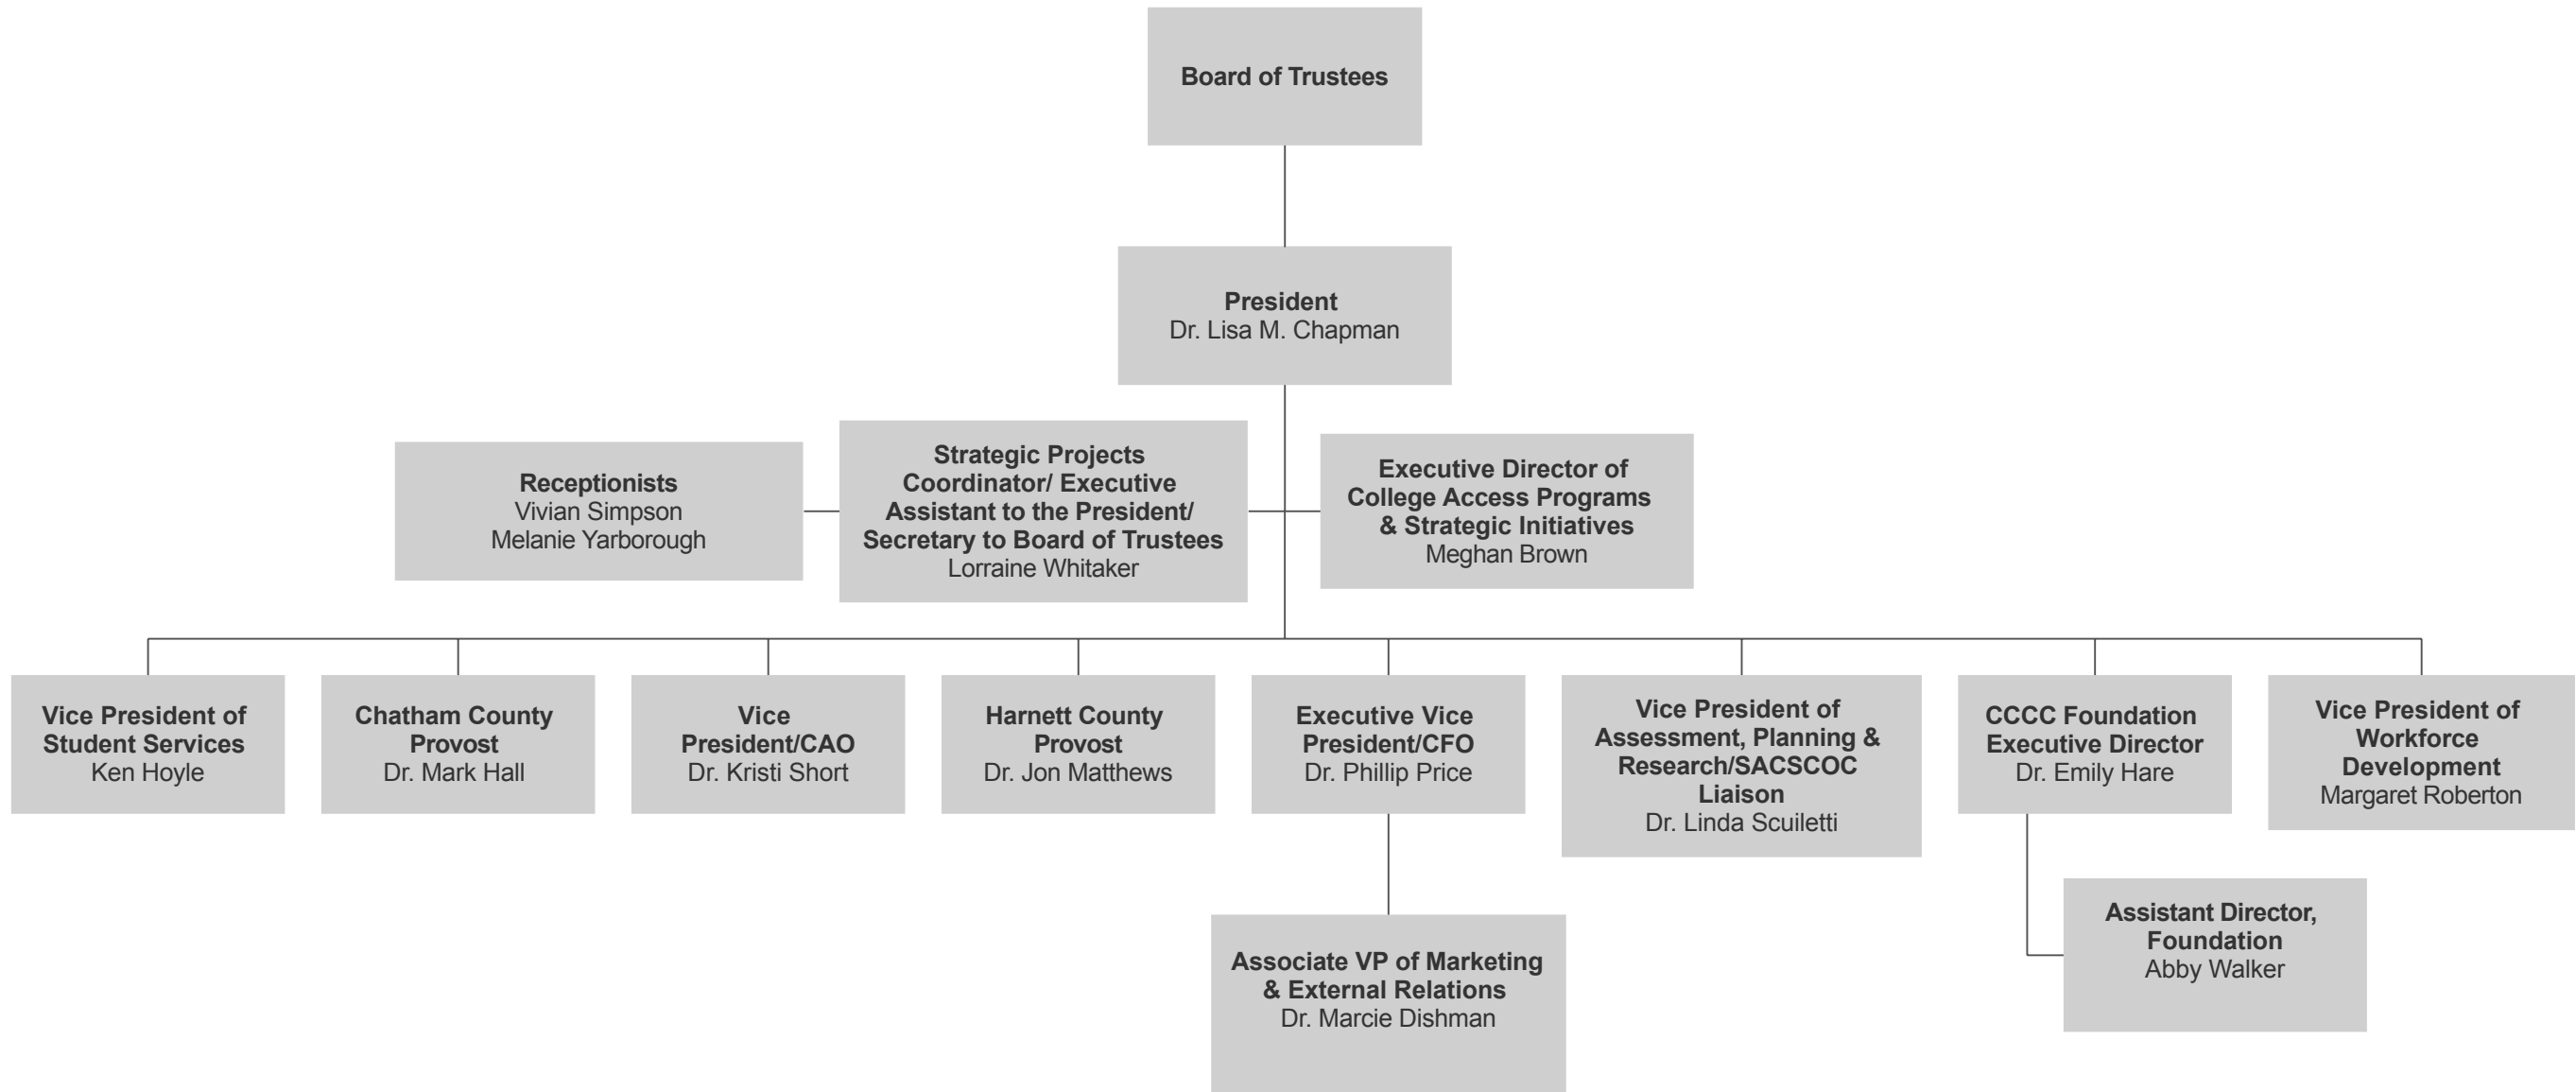 Board of Trustees
President
Dr. Lisa M. Chapman
Receptionists
Vivian Simpson
Melanie Yarborough
Strategic Projects
Coordinator/ Executive
Assistant to the President/
Secretary to Board of Trustees
Lorraine Whitaker
Executive Director of
College Access Programs
& Strategic Initiatives
Meghan Brown
Vice President of
Student Services
Ken Hoyle
Chatham County
Provost
Dr. Mark Hall
Vice
President/CAO
Dr. Kristi Short
Harnett County
Provost
Dr. Jon Matthews
Executive Vice
President/CFO
Dr. Phillip Price
Vice President of
Assessment, Planning &
Research/SACSCOC
Liaison
Dr. Linda Scuiletti
CCCC Foundation
Executive Director
Dr. Emily Hare
Vice President of
Workforce
Development
Margaret Roberton
Associate VP of Marketing
& External Relations
Dr. Marcie Dishman
Assistant Director,
Foundation
Abby Walker